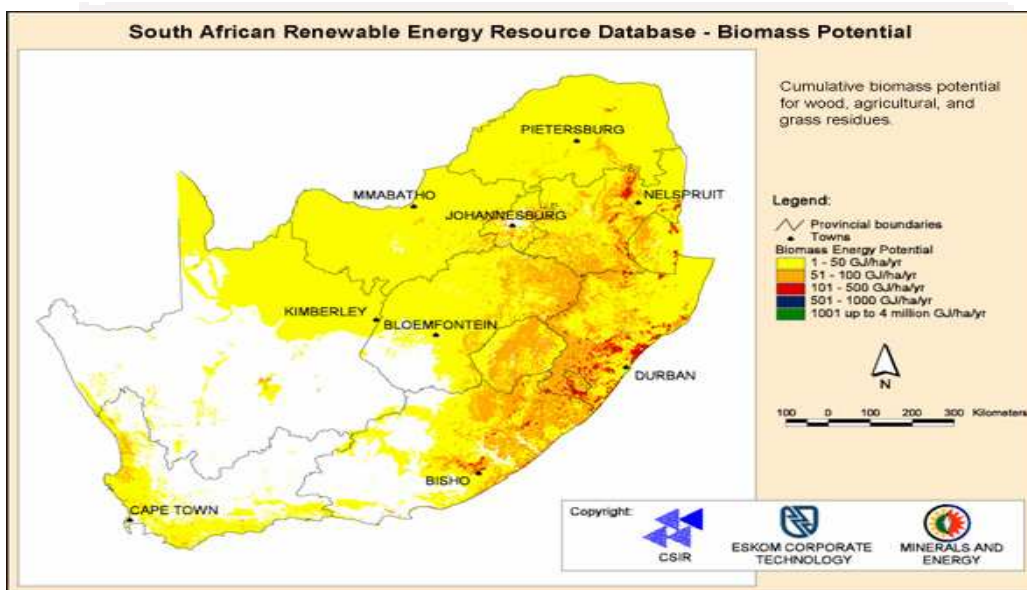 South African Renewable Energy Resource Database - Biomass Potential
Cumulative biomass potential
for wood, agricultural, and
grass residues.
PIETERSBURG
MMABATHO
NELSPRUIT
JOHANNESBURG
KIMBERLEY
BLOEMFONTEIN
DURBAN
BISHO
CAPE TOWN
Legend:
Provincial boundaries
Towns
Biomass Energy Potential
1 - 50 GJ/ha/yr
51 - 100 GJ/ha/yr
101 - 500 GJ/ha/yr
501 - 1000 GJ/ha/yr
1001 up to 4 million GJ/ha/yr
N
100 0 100 200 300 Kilometers
Copyright:
CSIR
ESKOM CORPORATE
TECHNOLOGY
MINERALS AND
ENERGY